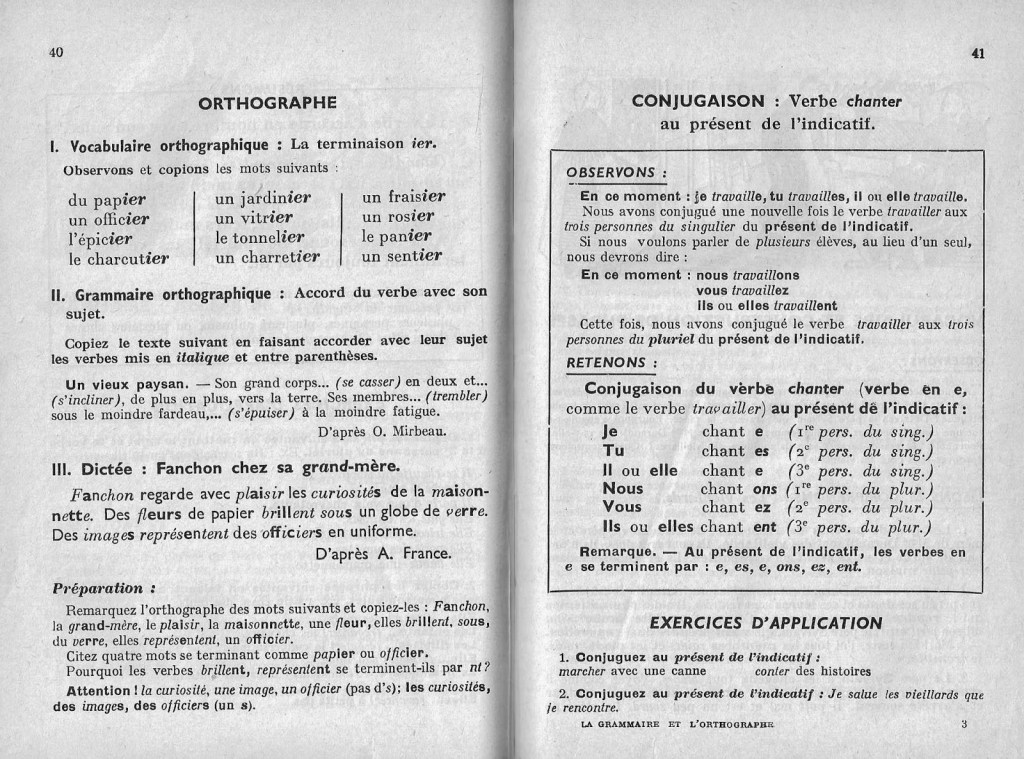 40
ORTHOGRAPHE
I. Vocabulaire orthographique : La terminaison ier.
Observons et copions les mots suivants :
du papier un jardinier un fraisier
un officier un vitrier un rosier
l'épicier le tonnelier le panier
le charcutier un charretier un sentier
II. Grammaire orthographique : Accord du verbe avec son
sujet.
Copiez le texte suivant en faisant accorder avec leur sujet
les verbes mis en italique et entre parenthèses.
Un vieux paysan. — Son grand corps... (se casser) en deux et...
(s'incliner), de plus en plus, vers la terre. Ses membres... (trembler)
sous le moindre fardeau,... (s'épuiser) à la moindre fatigue.
D'après O. Mirbeau.
III. Dictée : Fanchon chez sa grand-mère.
Fanchon regarde avec plaisir les curiosités de la maison-
nette. Des fleurs de papier brillent sous un globe de verre.
Des images représentent des officiers en uniforme.
D'après A. France.
Préparation :
Remarquez l'orthographe des mots suivants et copiez-les : Fanchon,
la grand-mère, le plaisir, la maisonnette, une fleur, elles brillent, sous,
du verre, elles représentent, un officier.
Citez quatre mots se terminant comme papier ou officier.
Pourquoi les verbes brillent, représentent se terminent-ils par nt ?
Attention ! la curiosité, une image, un officier (pas d's); les curiosités,
des images, des officiers (un s).
41
CONJUGAISON : Verbe chanter
au présent de l'indicatif.
OBSERVONS :
En ce moment : je travaille, tu travailles, il ou elle travaille.
Nous avons conjugué une nouvelle fois le verbe travailler aux
trois personnes du singulier du présent de l'indicatif.
Si nous voulons parler de plusieurs élèves, au lieu d'un seul,
nous devrons dire :
En ce moment : nous travaillons
vous travaillez
ils ou elles travaillent
Cette fois, nous avons conjugué le verbe travailler aux trois
personnes du pluriel du présent de l'indicatif.
RETENONS :
Conjugaison du verbe chanter (verbe en e,
comme le verbe travailler) au présent de l'indicatif :
Je chant e (1re pers. du sing.)
Tu chant es (2e pers. du sing.)
Il ou elle chant e (3e pers. du sing.)
Nous chant ons (1re pers. du plur.)
Vous chant ez (2e pers. du plur.)
Ils ou elles chant ent (3e pers. du plur.)
Remarque. — Au présent de l'indicatif, les verbes en
e se terminent par : e, es, e, ons, ez, ent.
EXERCICES D'APPLICATION
1. Conjuguez au présent de l'indicatif :
marcher avec une canne conter des histoires
2. Conjuguez au présent de l'indicatif : Je salue les vieillards que
je rencontre.
LA GRAMMAIRE ET L'ORTHOGRAPHE 3